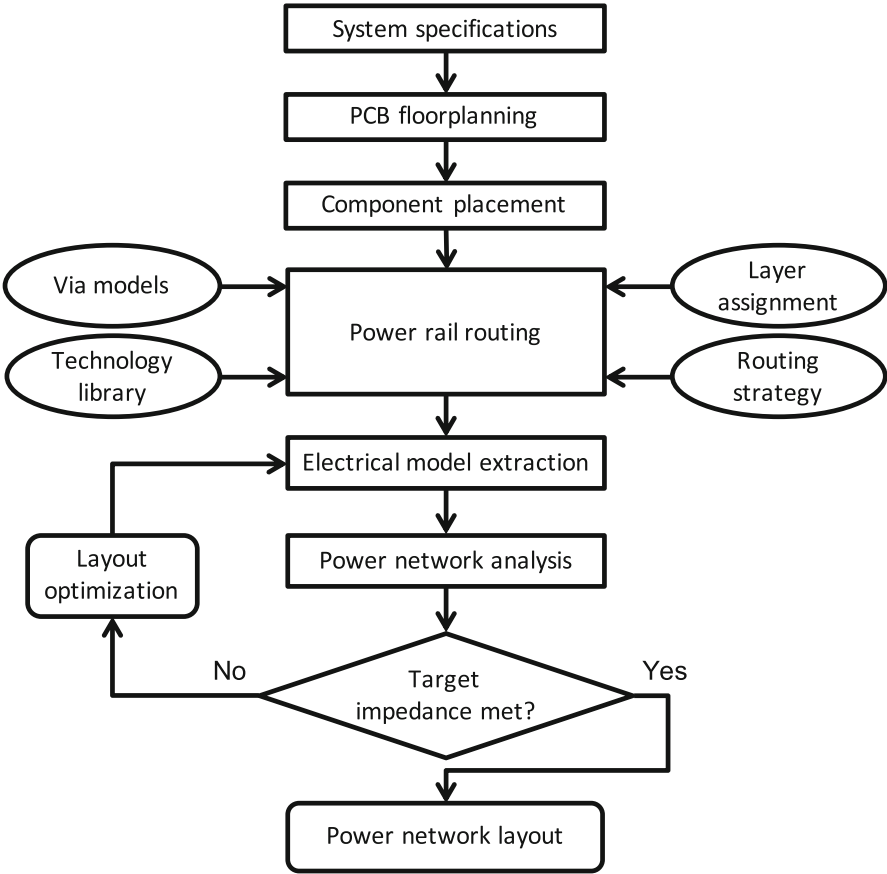 System specifications
PCB floorplanning
Component placement
Via models
Layer
assignment
Power rail routing
Technology
library
Routing
strategy
Electrical model extraction
Layout
optimization
Power network analysis
No
Yes
Target
impedance met?
Power network layout